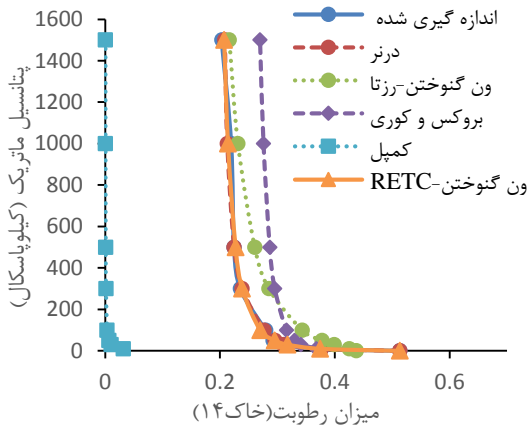 اندازه گیری شده
درنر
ون گنوختن-رزتا
بروکس و کوری
کمپل
ون گنوختن-RETC
پتانسیل ماتریک (کیلوپاسکال)
1600
1400
1200
1000
800
600
400
200
0
0
0.2
0.4
0.6
میزان رطوبت(خاک۱۴)